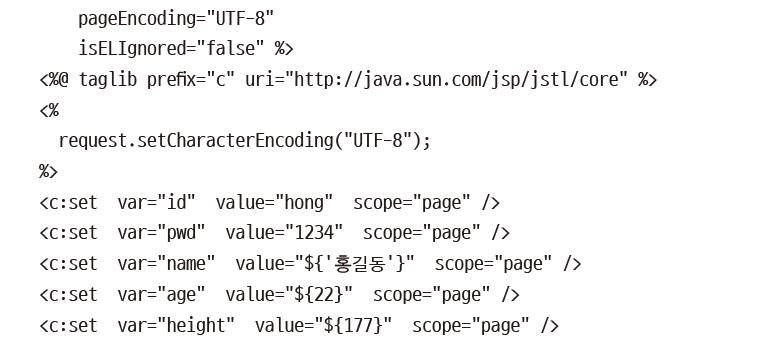 pageEncoding="UTF-8"
isELIgnored="false" %>
<%@ taglib prefix="c" uri="http://java.sun.com/jsp/jstl/core" %>
<%
request.setCharacterEncoding("UTF-8");
%>
<c:set  var="id"  value="hong"  scope="page" />
<c:set  var="pwd"  value="1234"  scope="page" />
<c:set  var="name"  value="${'홍길동'}"  scope="page" />
<c:set  var="age"  value="${22}"  scope="page" />
<c:set  var="height"  value="${177}"  scope="page" />